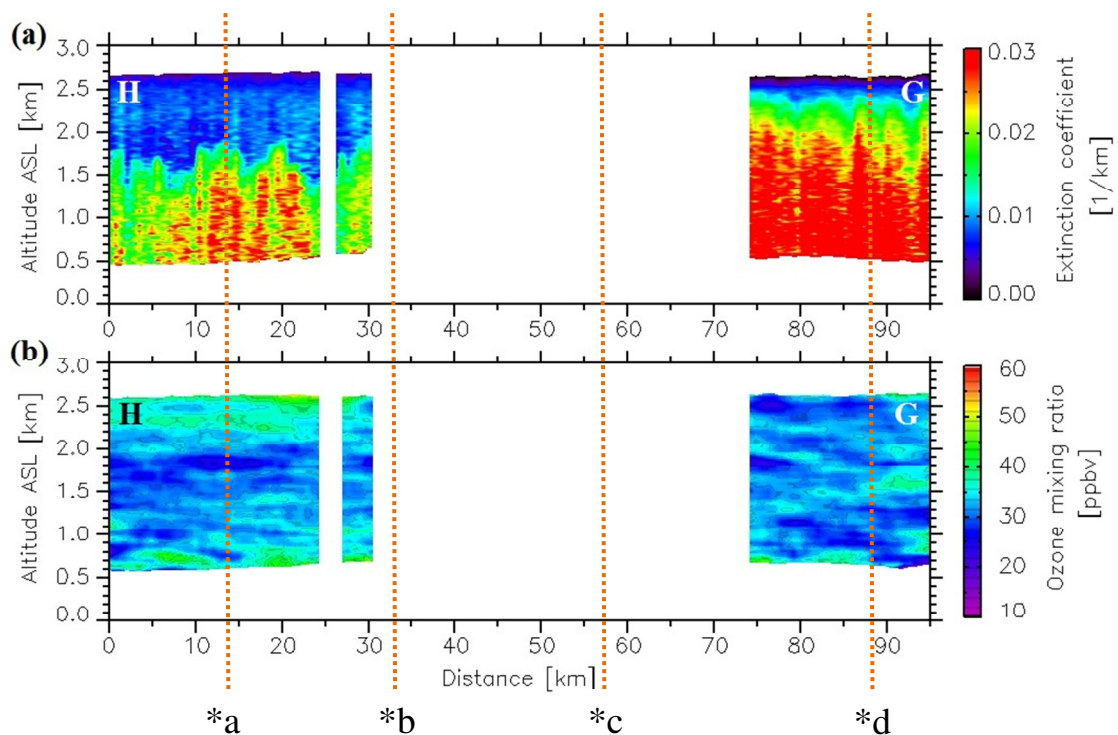 (a)
3.0
2.5
2.0
1.5
1.0
0.5
0.0
Altitude ASL [km]
H
G
0 10 20 30 40 50 60 70 80 90
0.03
0.02
0.01
0.00
Extinction coefficient
[1/km]
(b)
3.0
2.5
2.0
1.5
1.0
0.5
0.0
Altitude ASL [km]
H
G
0 10 20 30 40 50 60 70 80 90
Distance [km]
60
50
40
30
20
10
Ozone mixing ratio
[ppbv]
*a *b *c *d